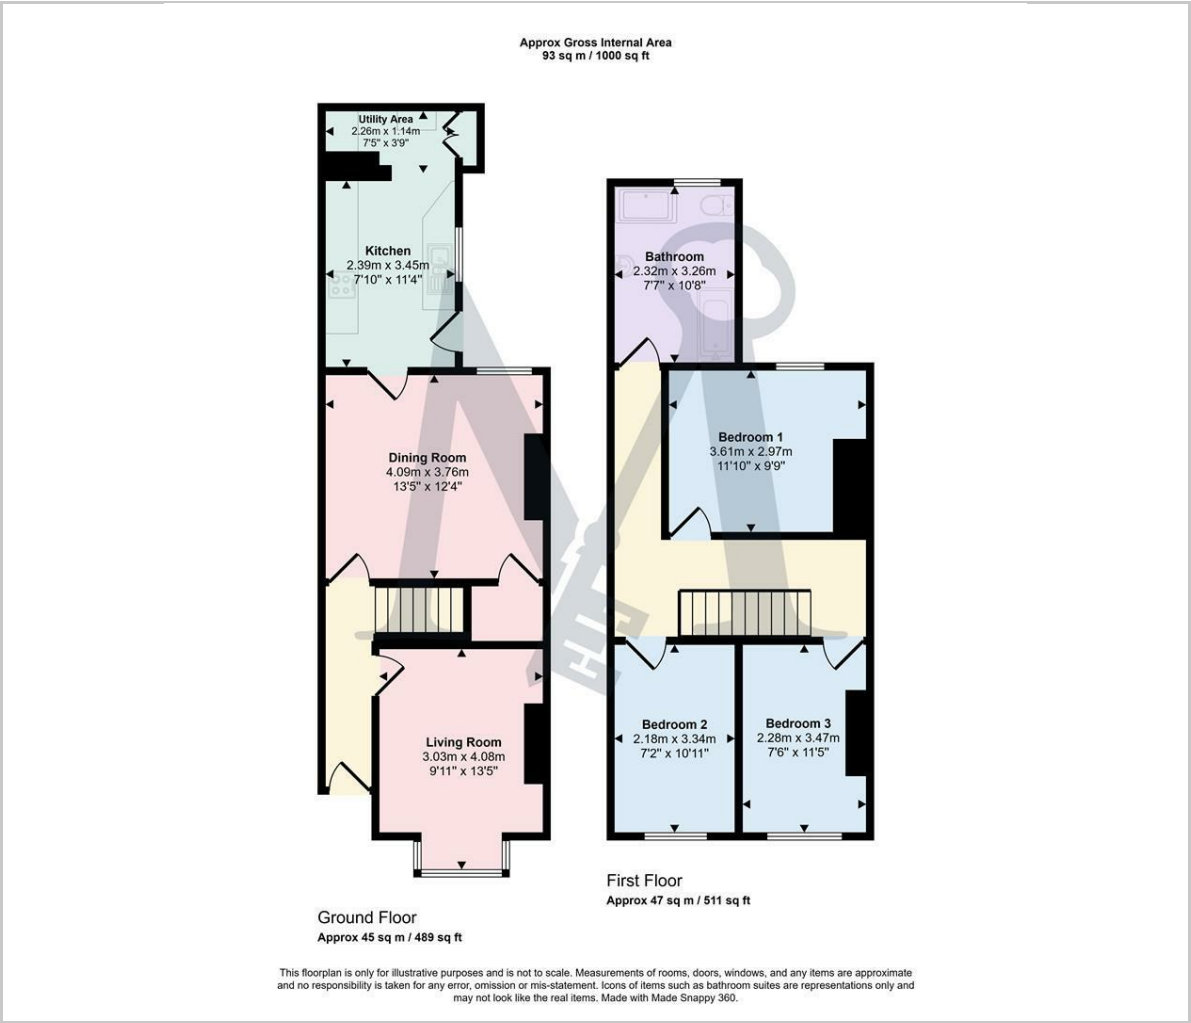 Approx Gross Internal Area
93 sq m / 1000 sq ft
Utility Area
2.26m x 1.14m
7'5" x 3'9"
Kitchen
2.39m x 3.45m
7'10" x 11'4"
Dining Room
4.09m x 3.76m
13'5" x 12'4"
Living Room
3.03m x 4.08m
9'11" x 13'5"
Ground Floor
Approx 45 sq m / 489 sq ft
Bathroom
2.32m x 3.26m
7'7" x 10'8"
Bedroom 1
3.61m x 2.97m
11'10" x 9'9"
Bedroom 2
2.18m x 3.34m
7'2" x 10'11"
Bedroom 3
2.28m x 3.47m
7'6" x 11'5"
First Floor
Approx 47 sq m / 511 sq ft
This floorplan is only for illustrative purposes and is not to scale. Measurements of rooms, doors, windows, and any items are approximate
and no responsibility is taken for any error, omission or mis-statement. Icons of items such as bathroom suites are representations only and
may not look like the real items. Made with Made Snappy 360.